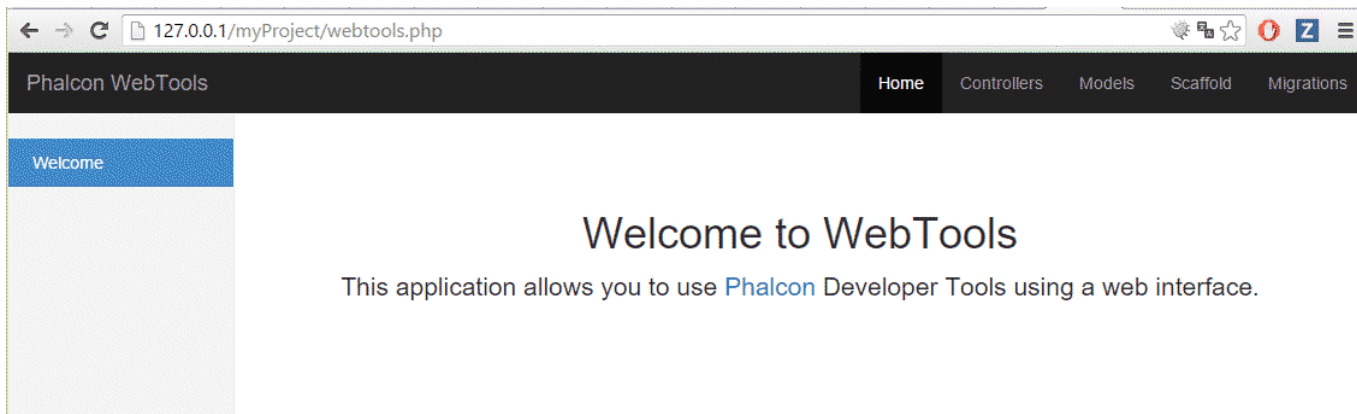 127.0.0.1/myProject/webtools.php
Z
Phalcon WebTools
Home Controllers Models Scaffold Migrations
Welcome
Welcome to WebTools
This application allows you to use Phalcon Developer Tools using a web interface.